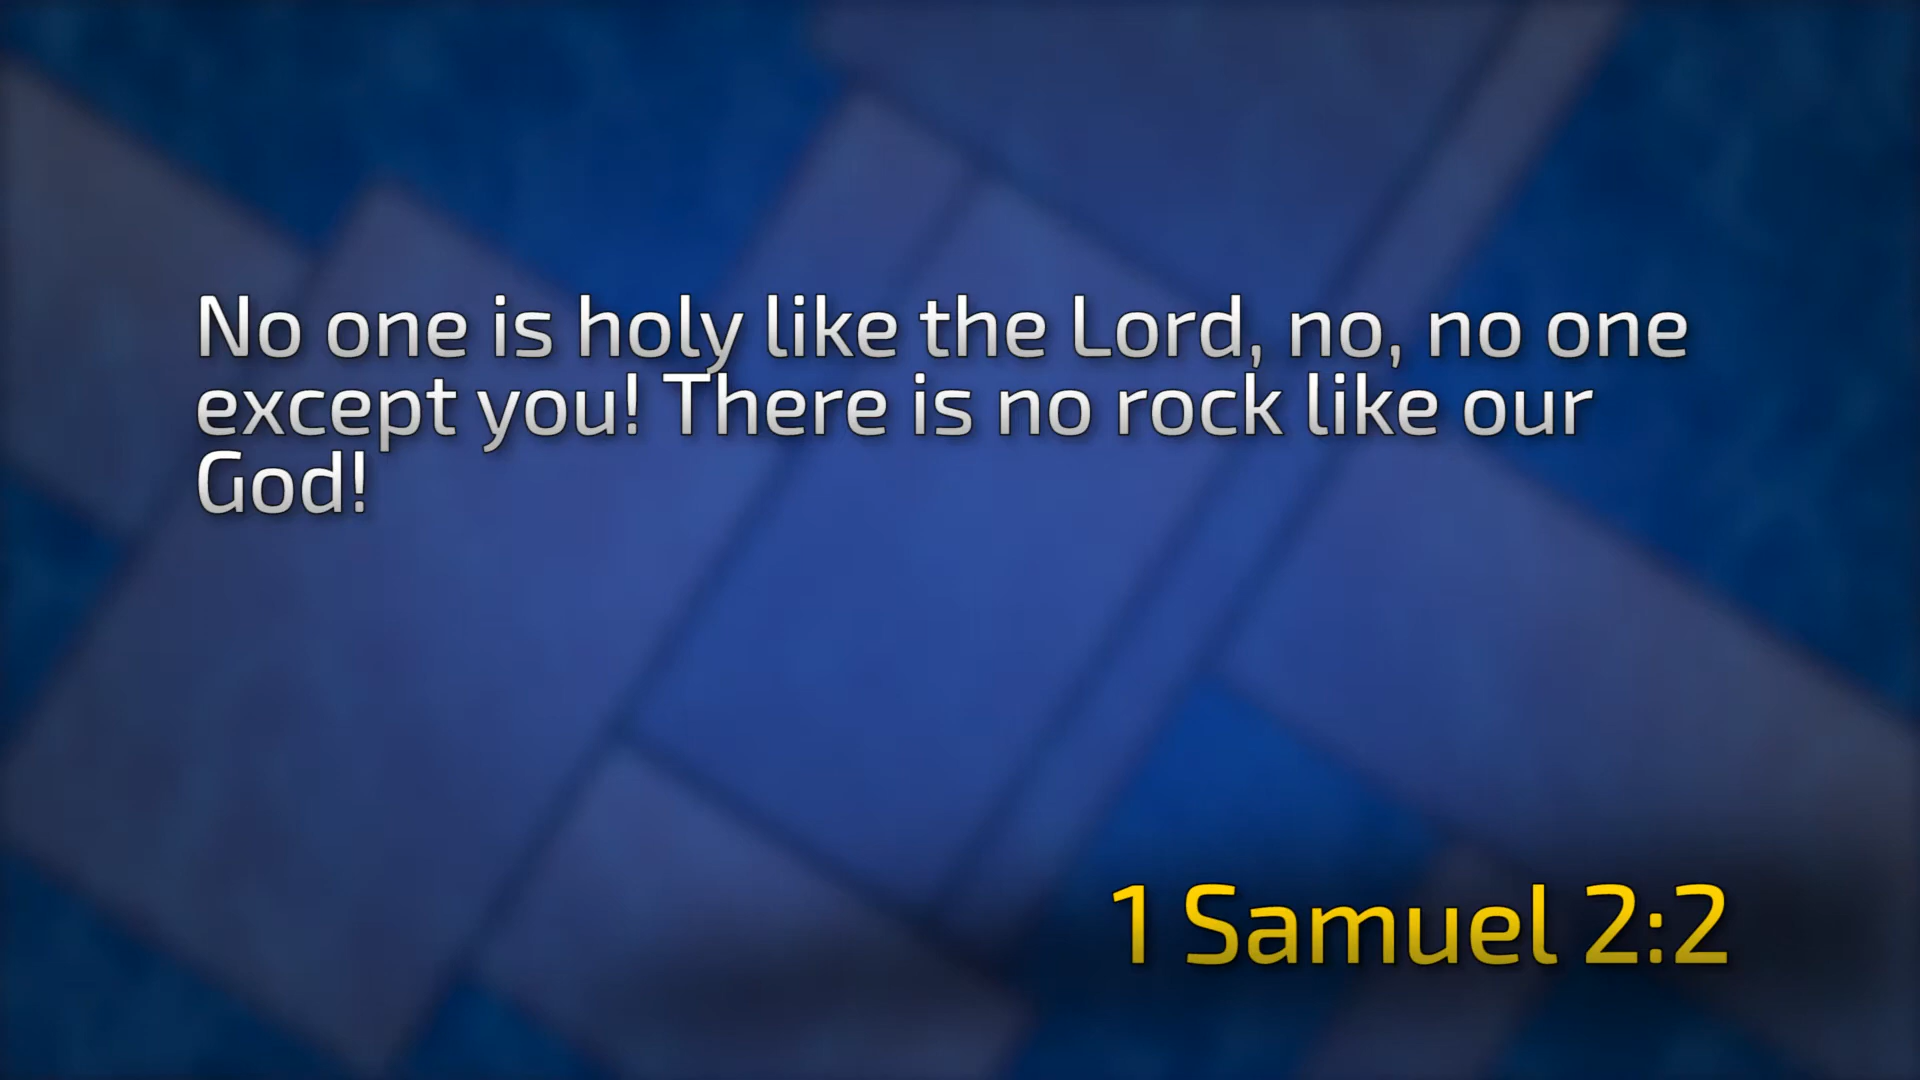 No one is holy like the Lord, no, no one
except you! There is no rock like our
God!
1 Samuel 2:2